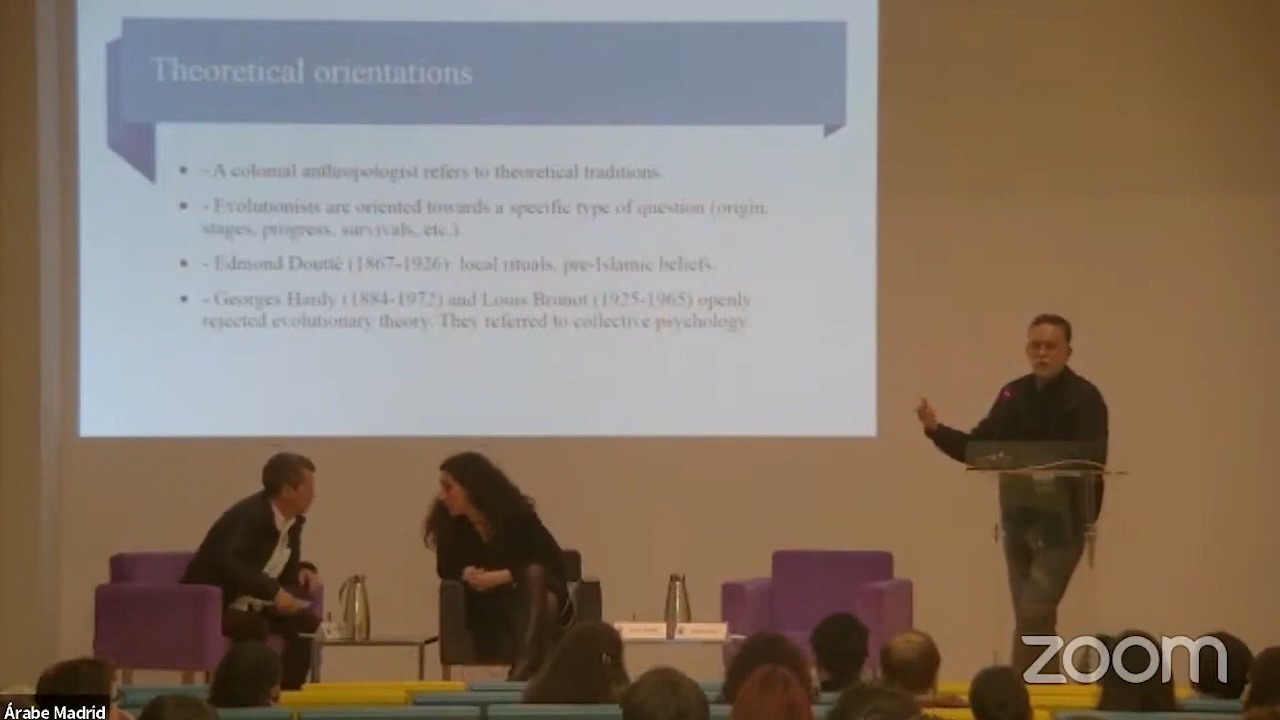 Theoretical orientations
• - A colonial anthropologist refers to theoretical traditions.
• - Evolutionists are oriented towards a specific type of question (origin,
stages, progress, survivals, etc.)
• - Edmond Doutté (1867-1926): local rituals, pre-Islamic beliefs.
• - Georges Hardy (1884-1972) and Louis Brunot (1925-1965) openly
rejected evolutionary theory. They referred to collective psychology.
zoom
Árabe Madrid